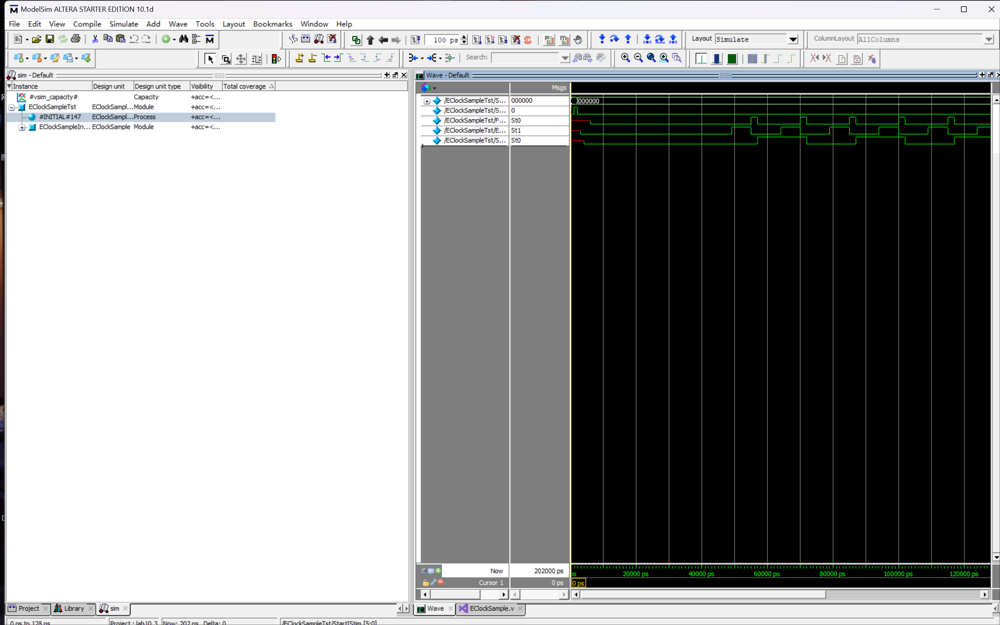 ModelSim ALTERA STARTER EDITION 10.1d
File Edit View Compile Simulate Add Wave Tools Layout Bookmarks Window Help
100 ps Layout Simulate ColumnLayout AllColumns
Search:
sim - Default
Instance Design unit Design unit type Visibility Total coverage
#vsim_capacity# Capacity +acc=<...
EClockSampleTst EClockSampl... Module +acc=<...
#INITIAL#147 EClockSampl... Process +acc=<...
EClockSampleIn... EClockSample Module +acc=<...
Wave - Default
Msgs
/EClockSampleTst/S... 000000 000000
/EClockSampleTst/S... 0
/EClockSampleTst/F... St0
/EClockSampleTst/E... St1
/EClockSampleTst/S... St0
Now 202000 ps
ps 20000 ps 40000 ps 60000 ps 80000 ps 100000 ps 120000 ps
Cursor 1 0 ps 0 ps
Project Library sim
Wave EClockSample.v
0 ps to 128 ps Project : lab10_3 Now: 202 ps Delta: 0 /EClockSampleTst/StartIStim [5:0]